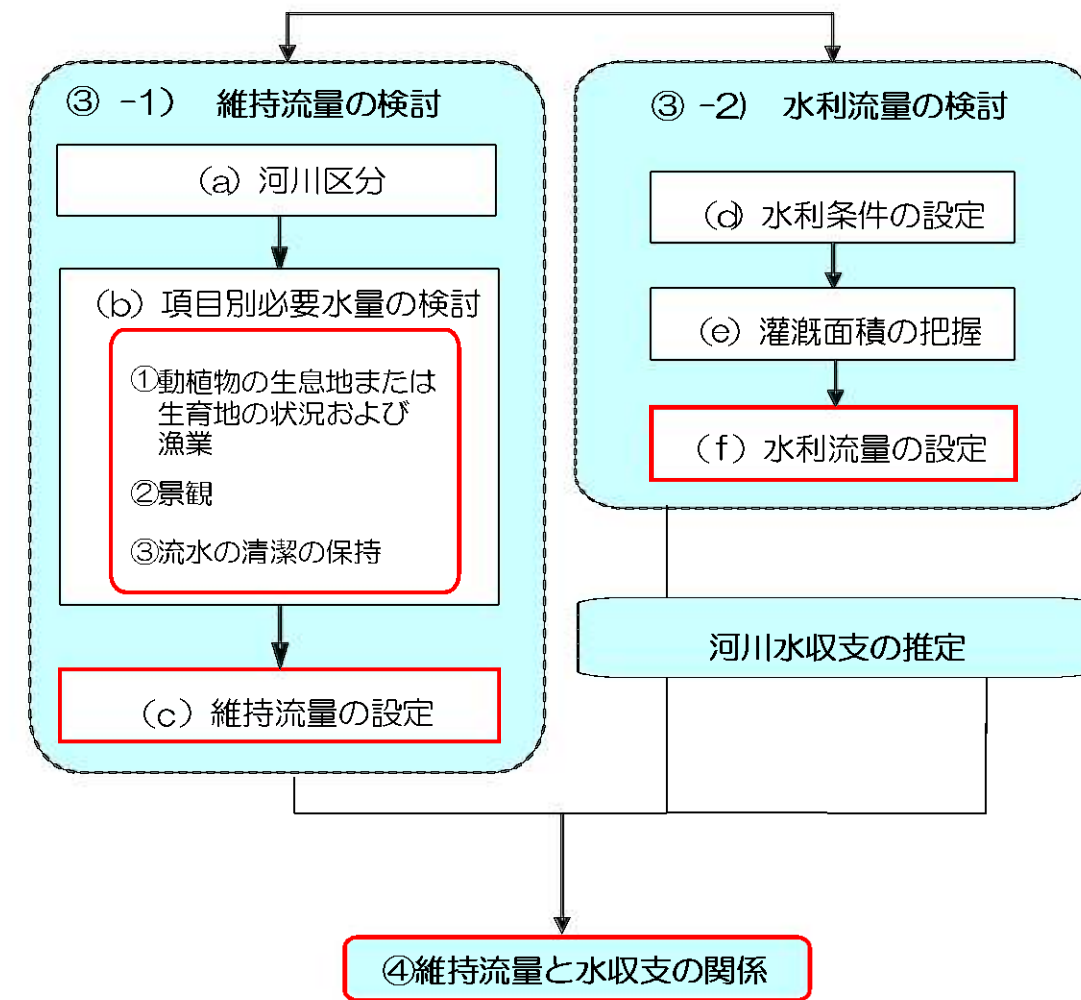 ③ -1) 維持流量の検討
(a) 河川区分
(b) 項目別必要水量の検討
①動植物の生息地または
生育地の状況および
漁業
②景観
③流水の清潔の保持
(c) 維持流量の設定
③ -2) 水利流量の検討
(d) 水利条件の設定
(e) 灌漑面積の把握
(f) 水利流量の設定
河川水収支の推定
④維持流量と水収支の関係